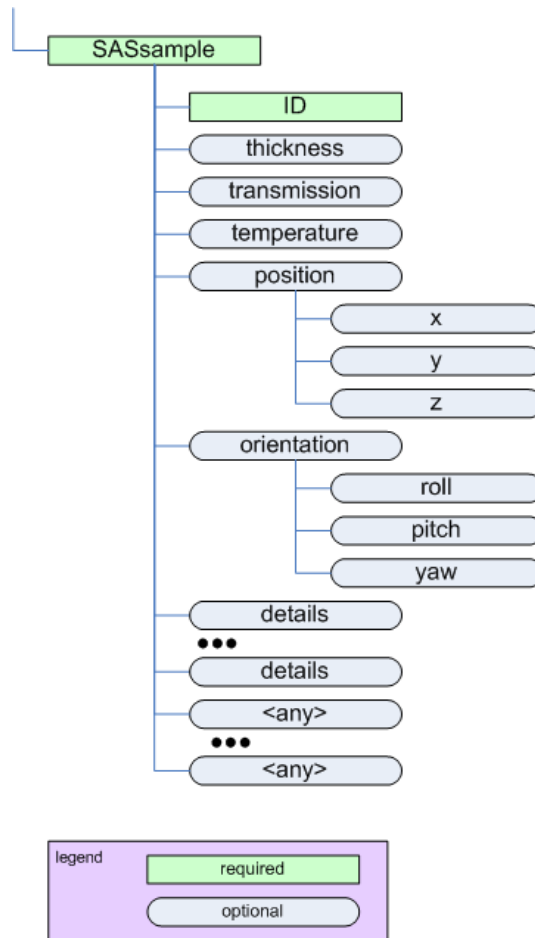 SASsample
ID
thickness
transmission
temperature
position
x
y
z
orientation
roll
pitch
yaw
details
•••
details
<any>
•••
<any>
legend
required
optional